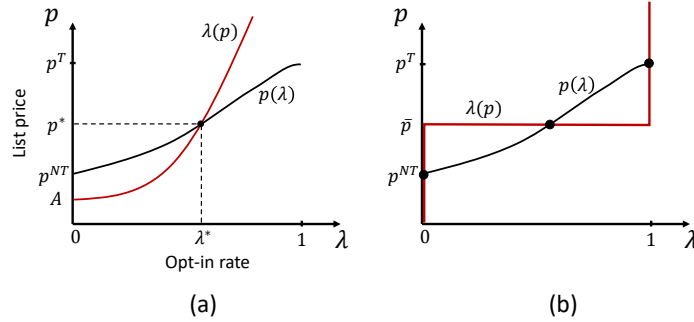 p
p^T
λ(p)
p(λ)
List price
p*
p^{NT}
A
0
λ*
1
λ
Opt-in rate
(a)
p
p^T
p(λ)
λ(p)
p̄
p^{NT}
0
1
λ
(b)